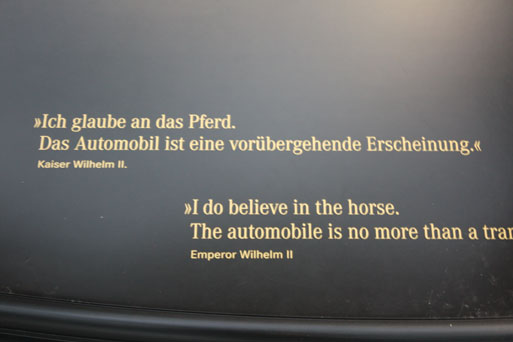 »Ich glaube an das Pferd.
Das Automobil ist eine vorübergehende Erscheinung.«
Kaiser Wilhelm II.
»I do believe in the horse.
The automobile is no more than a
Emperor Wilhelm II